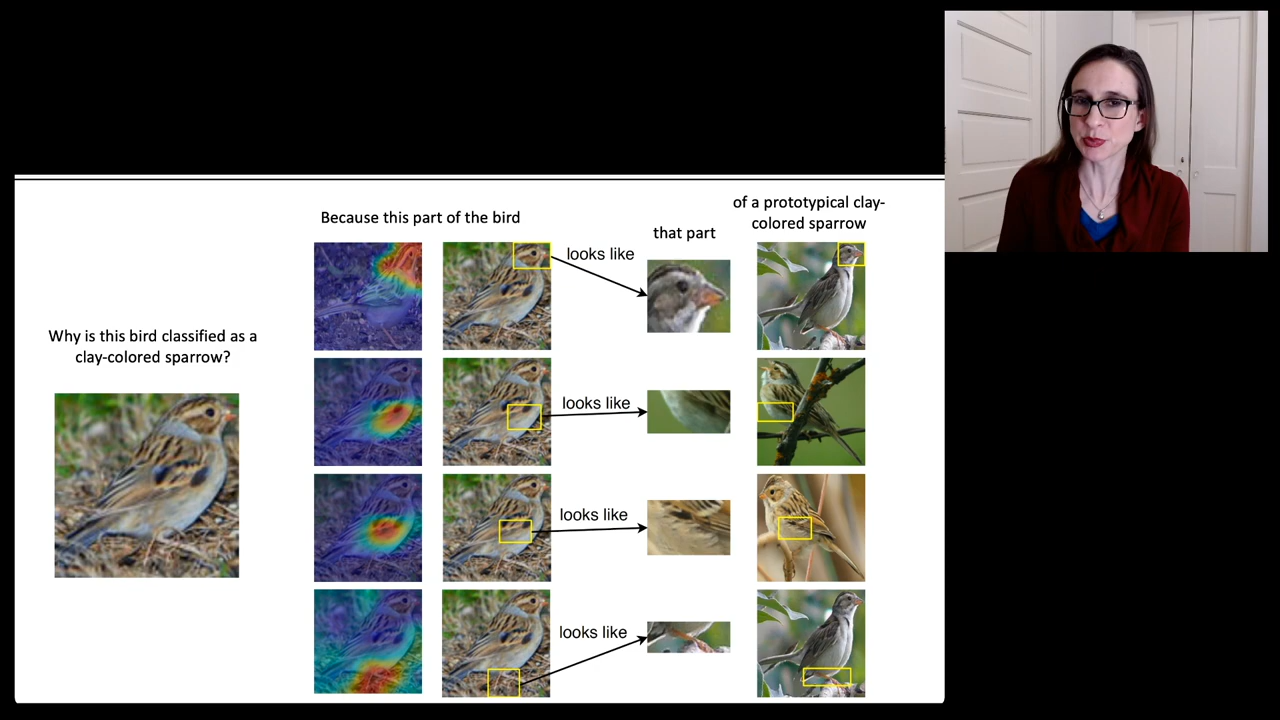 Why is this bird classified as a
clay-colored sparrow?
Because this part of the bird
that part
of a prototypical clay-
colored sparrow
looks like
looks like
looks like
looks like